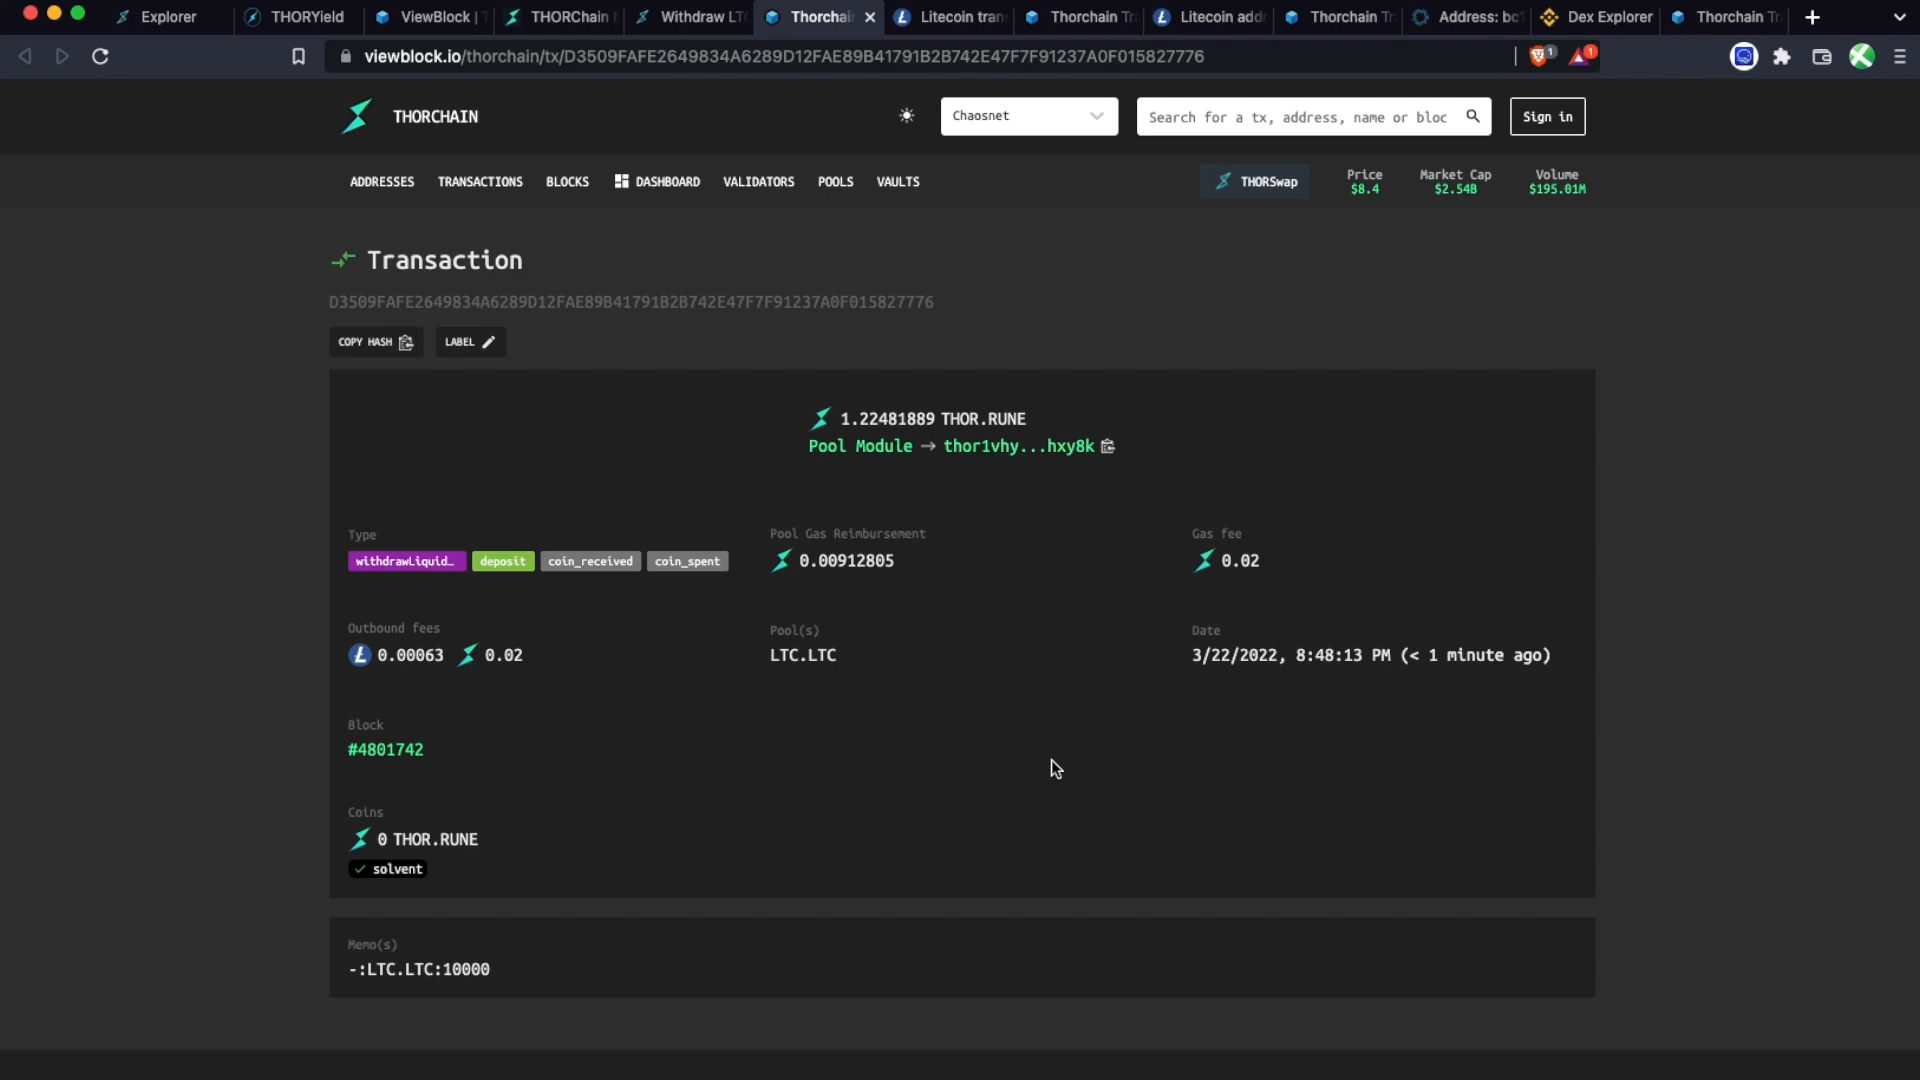 Explorer
THORYield
ViewBlock |
THORChain
Withdraw LT
Thorchai
Litecoin tran
Thorchain Tr
Litecoin add
Thorchain Tr
Address: bc1
Dex Explorer
Thorchain Tr
viewblock.io/thorchain/tx/D3509FAFE2649834A6289D12FAE89B41791B2B742E47F7F91237A0F015827776
1
1
THORCHAIN
Chaosnet
Search for a tx, address, name or bloc
Sign in
ADDRESSES
TRANSACTIONS
BLOCKS
DASHBOARD
VALIDATORS
POOLS
VAULTS
THORSwap
Price
$8.4
Market Cap
$2.54B
Volume
$195.01M
Transaction
D3509FAFE2649834A6289D12FAE89B41791B2B742E47F7F91237A0F015827776
COPY HASH
LABEL
1.22481889 THOR.RUNE
Pool Module → thor1vhy...hxy8k
Type
withdrawLiquid…
deposit
coin_received
coin_spent
Pool Gas Reimbursement
0.00912805
Gas fee
0.02
Outbound fees
0.00063 0.02
Pool(s)
LTC.LTC
Date
3/22/2022, 8:48:13 PM (< 1 minute ago)
Block
#4801742
Coins
0 THOR.RUNE
solvent
Memo(s)
-:LTC.LTC:10000